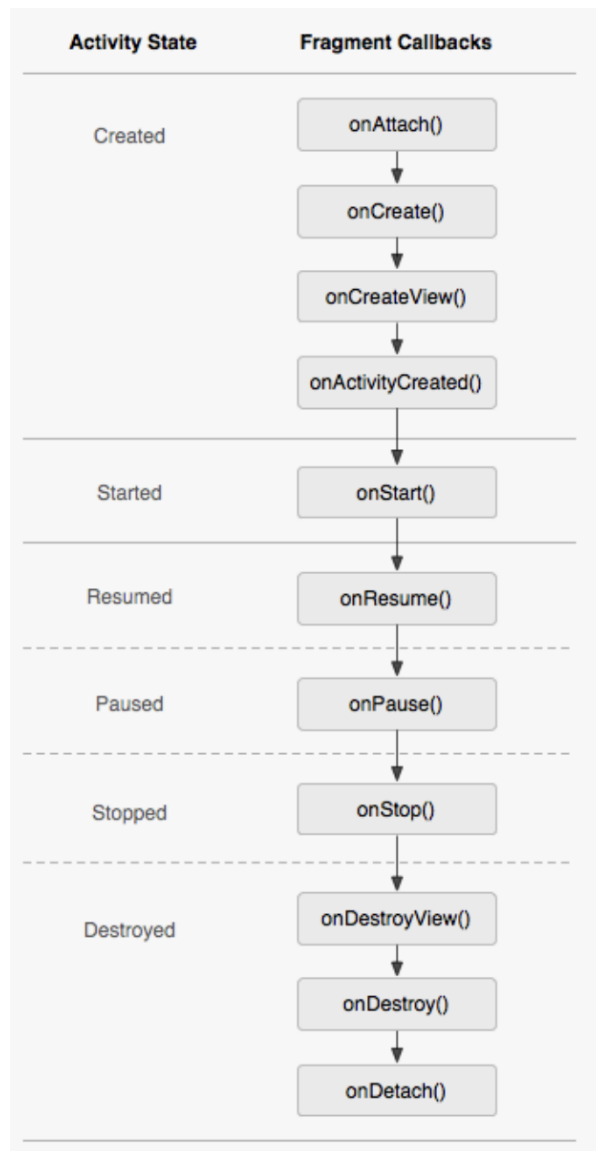 Activity State Fragment Callbacks
Created
onAttach()
onCreate()
onCreateView()
onActivityCreated()
Started onStart()
Resumed onResume()
Paused onPause()
Stopped onStop()
Destroyed
onDestroyView()
onDestroy()
onDetach()